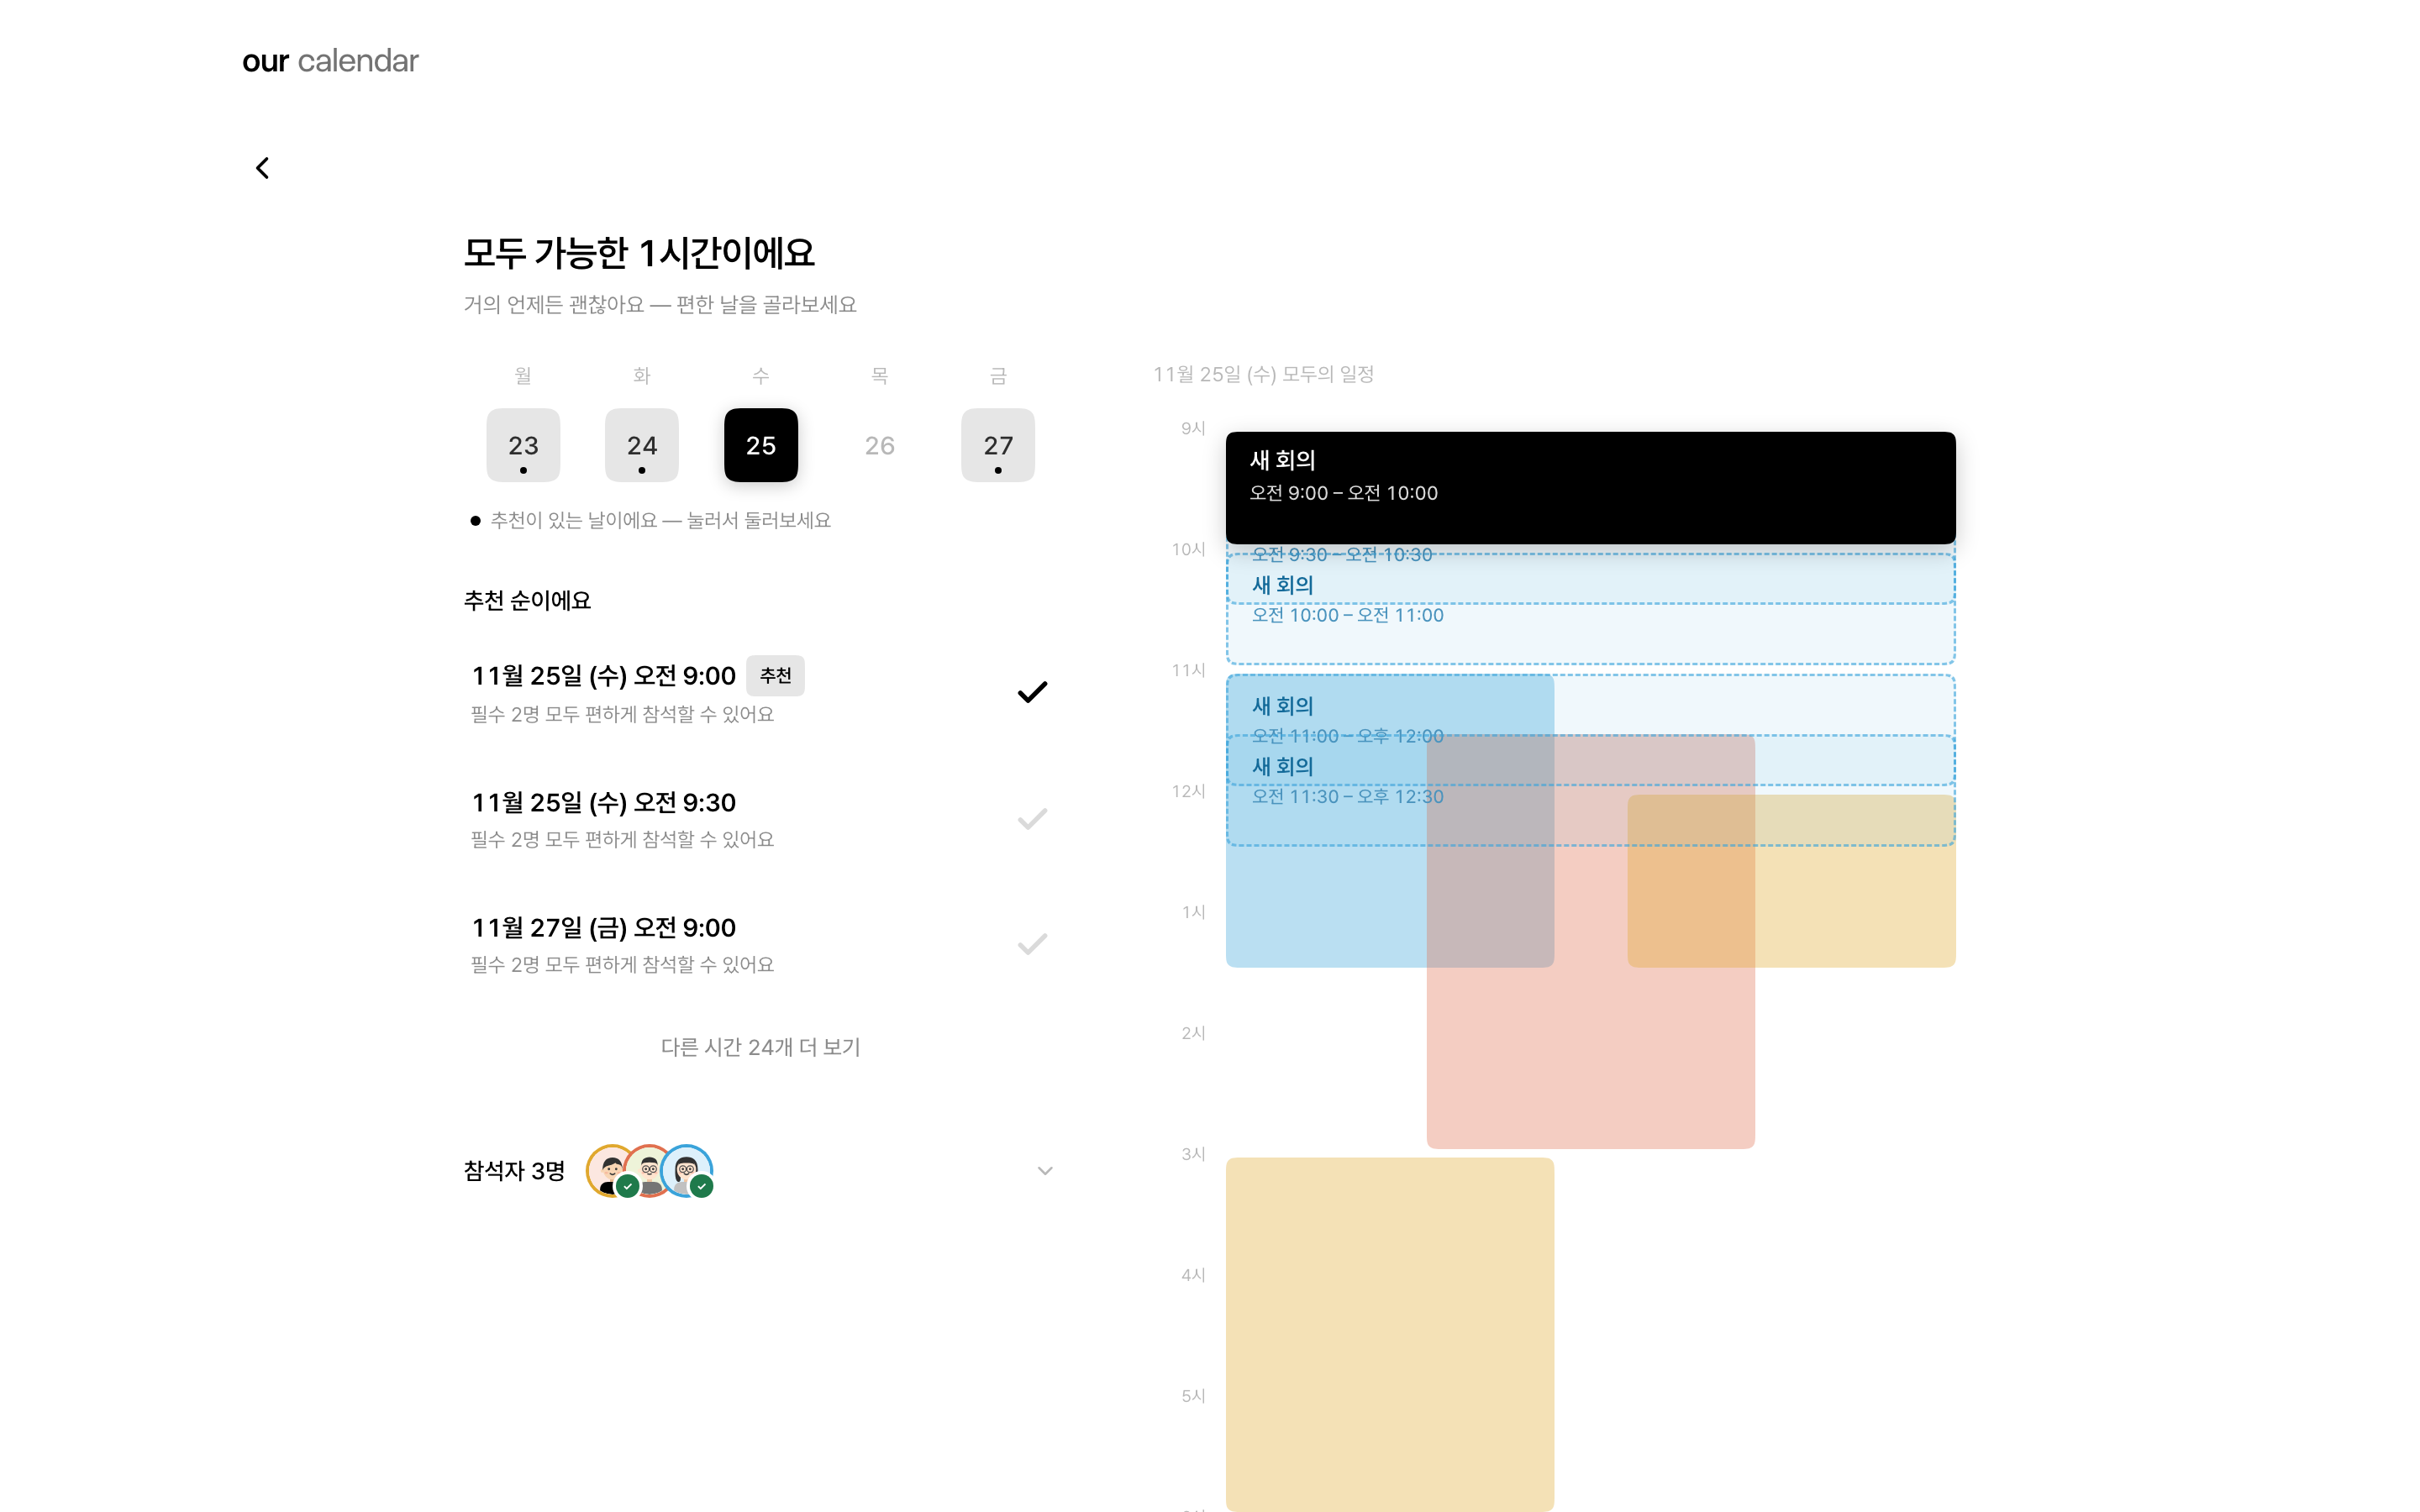 our calendar
모두 가능한 1시간이에요
거의 언제든 괜찮아요 — 편한 날을 골라보세요
월 화 수 목 금
23 24 25 26 27
추천이 있는 날이에요 — 눌러서 둘러보세요
추천 순이에요
11월 25일 (수) 오전 9:00 추천
필수 2명 모두 편하게 참석할 수 있어요
11월 25일 (수) 오전 9:30
필수 2명 모두 편하게 참석할 수 있어요
11월 27일 (금) 오전 9:00
필수 2명 모두 편하게 참석할 수 있어요
다른 시간 24개 더 보기
참석자 3명
11월 25일 (수) 모두의 일정
9시
새 회의
오전 9:00 – 오전 10:00
10시
오전 9:30 – 오전 10:30
새 회의
오전 10:00 – 오전 11:00
11시
새 회의
오전 11:00 – 오후 12:00
새 회의
12시
오전 11:30 – 오후 12:30
1시
2시
3시
4시
5시